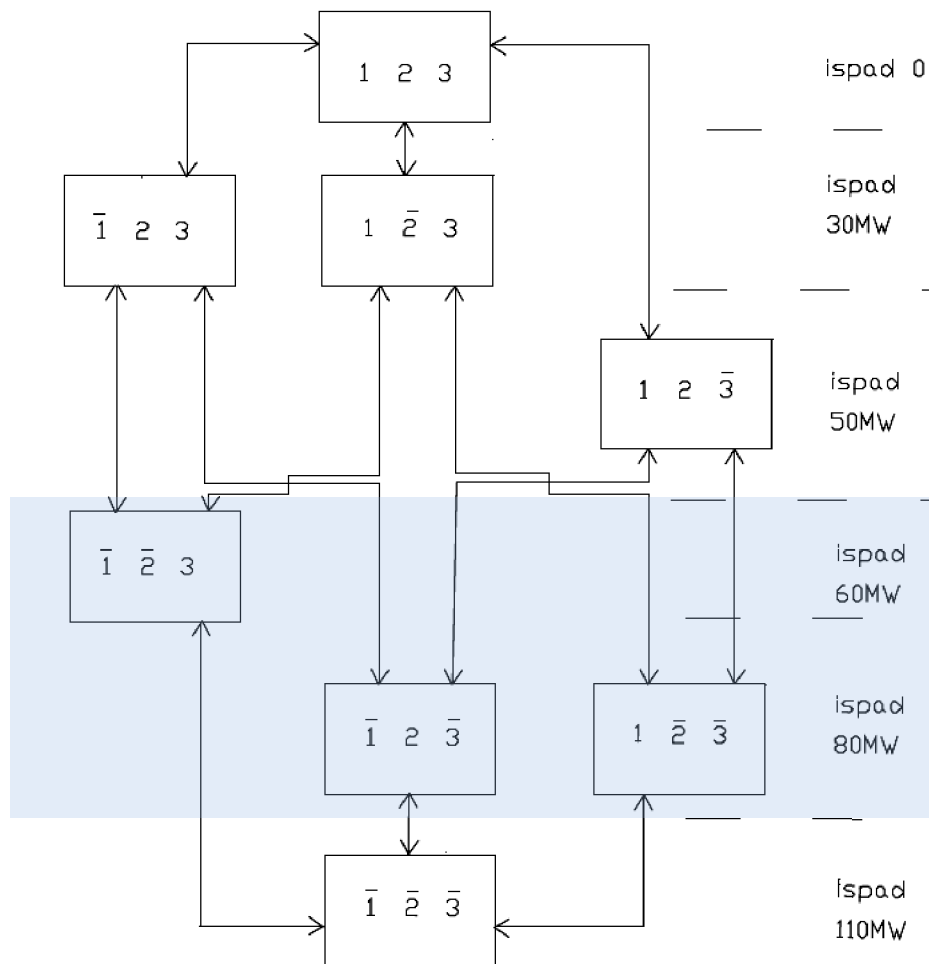 1 2 3
ispad 0
1̅ 2 3
1 2̅ 3
ispad
30MW
1 2 3̅
ispad
50MW
1̅ 2̅ 3
ispad
60MW
1̅ 2 3̅
1 2̅ 3̅
ispad
80MW
1̅ 2̅ 3̅
ispad
110MW